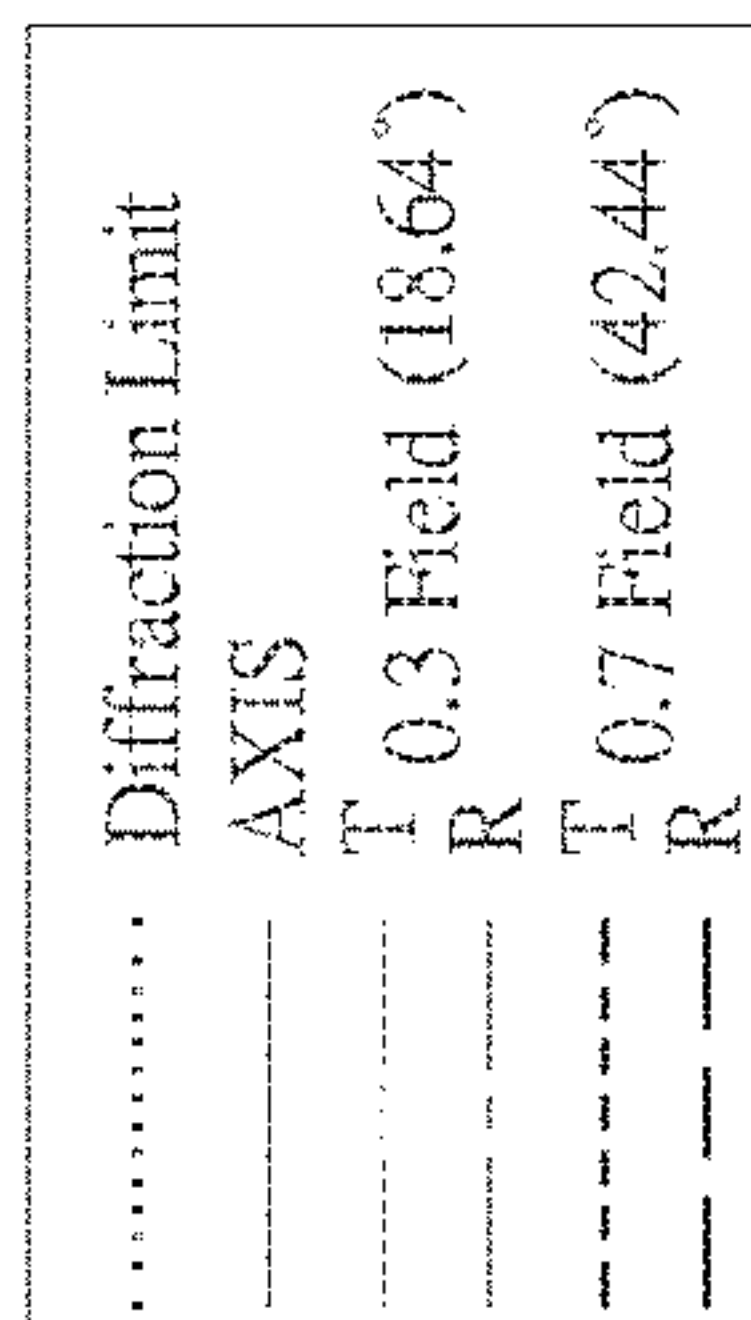 Diffraction Limit
AXIS
T 0.3 Field (18.64°)
R
T 0.7 Field (42.44°)
R